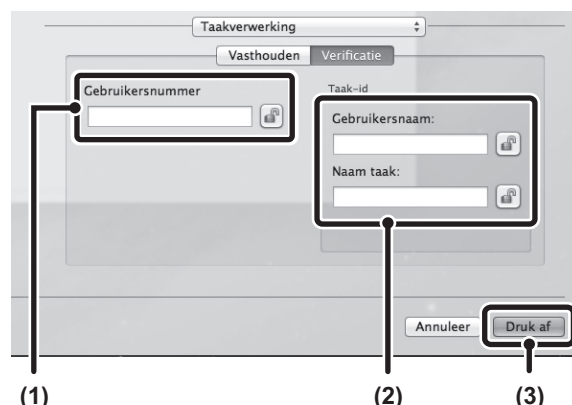 Taakverwerking
Vasthouden Verificatie
Gebruikersnummer
Taak-id
Gebruikersnaam:
Naam taak:
Annuleer Druk af
(1) (2) (3)